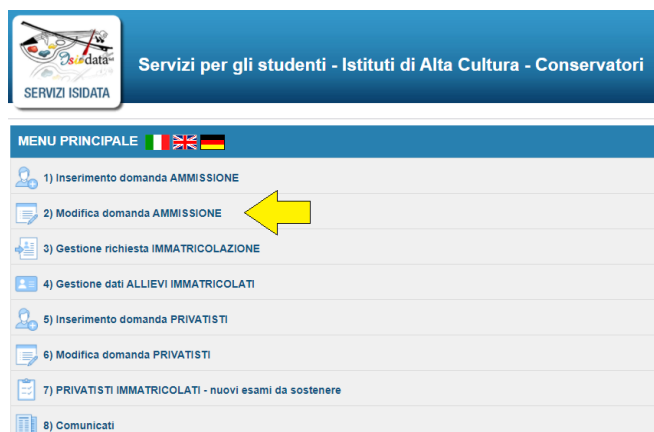 Isidata
SERVIZI ISIDATA
Servizi per gli studenti - Istituti di Alta Cultura - Conservatori
MENU PRINCIPALE
1) Inserimento domanda AMMISSIONE
2) Modifica domanda AMMISSIONE
3) Gestione richiesta IMMATRICOLAZIONE
4) Gestione dati ALLIEVI IMMATRICOLATI
5) Inserimento domanda PRIVATISTI
6) Modifica domanda PRIVATISTI
7) PRIVATISTI IMMATRICOLATI - nuovi esami da sostenere
8) Comunicati